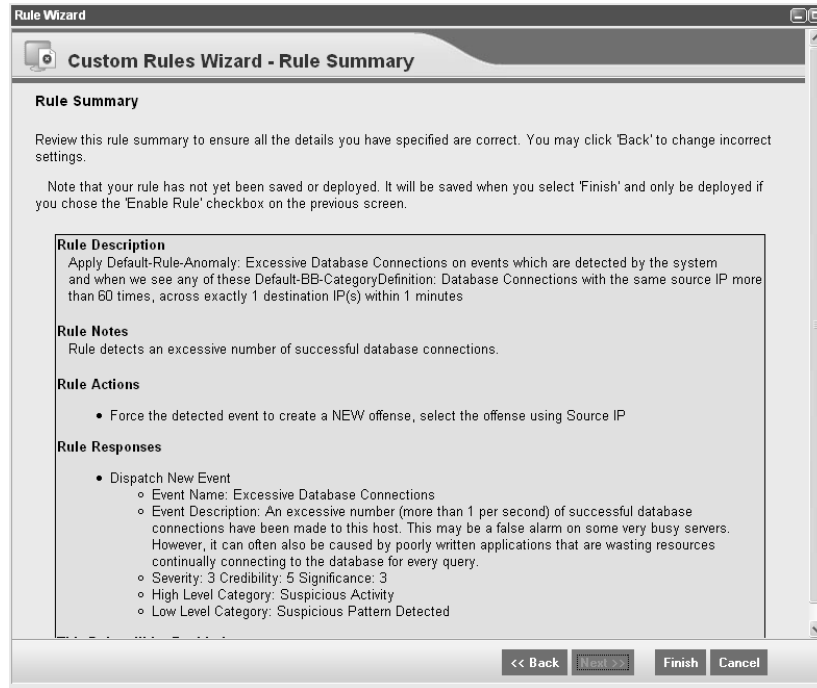 Rule Wizard
Custom Rules Wizard - Rule Summary
Rule Summary
Review this rule summary to ensure all the details you have specified are correct. You may click 'Back' to change incorrect
settings.
Note that your rule has not yet been saved or deployed. It will be saved when you select 'Finish' and only be deployed if
you chose the 'Enable Rule' checkbox on the previous screen.
Rule Description
Apply Default-Rule-Anomaly: Excessive Database Connections on events which are detected by the system
and when we see any of these Default-BB-CategoryDefinition: Database Connections with the same source IP more
than 60 times, across exactly 1 destination IP(s) within 1 minutes
Rule Notes
Rule detects an excessive number of successful database connections.
Rule Actions
• Force the detected event to create a NEW offense, select the offense using Source IP
Rule Responses
• Dispatch New Event
◦ Event Name: Excessive Database Connections
◦ Event Description: An excessive number (more than 1 per second) of successful database
connections have been made to this host. This may be a false alarm on some very busy servers.
However, it can often also be caused by poorly written applications that are wasting resources
continually connecting to the database for every query.
◦ Severity: 3 Credibility: 5 Significance: 3
◦ High Level Category: Suspicious Activity
◦ Low Level Category: Suspicious Pattern Detected
<< Back Next >> Finish Cancel